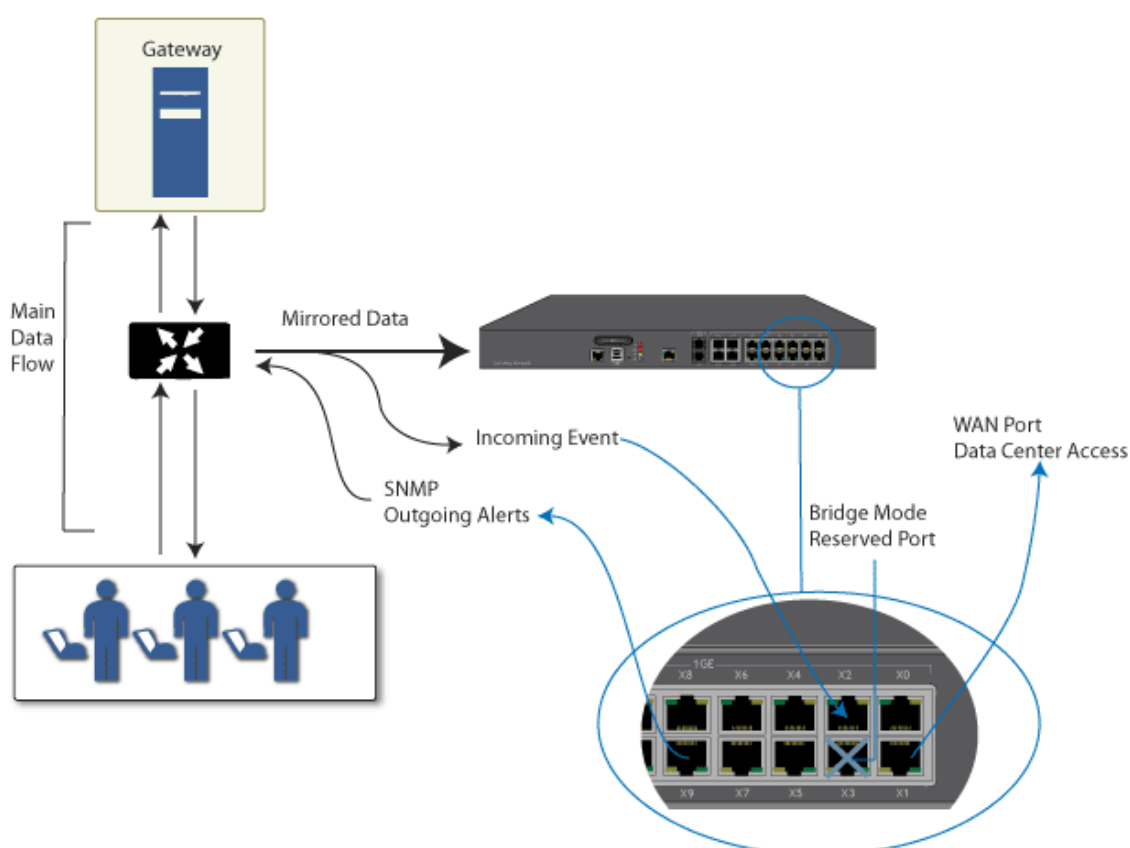 Gateway
Main
Data
Flow
Mirrored Data
Incoming Event
SNMP
Outgoing Alerts
WAN Port
Data Center Access
Bridge Mode
Reserved Port
1GE
X8 X6 X4 X2 X0
X9 X7 X5 X3 X1